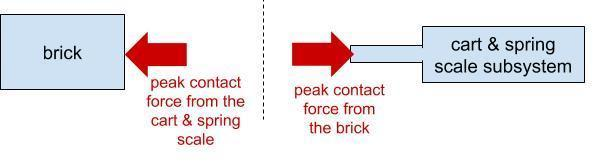 brick
peak contact
force from the
cart & spring
scale
peak contact
force from
the brick
cart & spring
scale subsystem